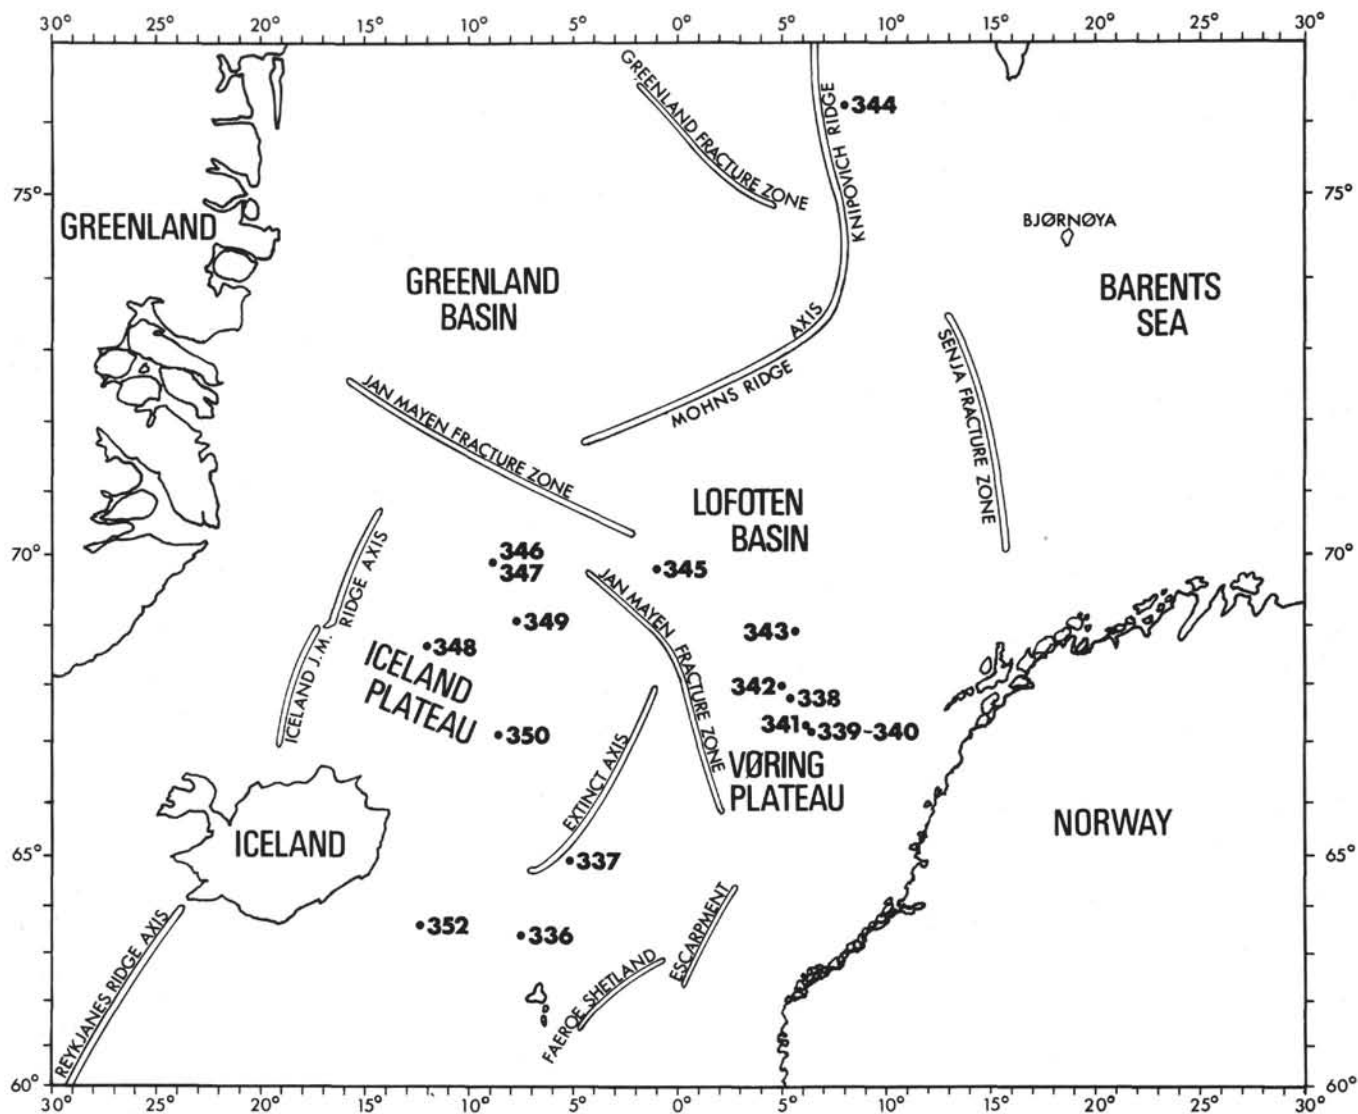 30° 25° 20° 15° 10° 5° 0° 5° 10° 15° 20° 25° 30°
GREENLAND FRACTURE ZONE
KNIPOVICH RIDGE
344
75° 75°
GREENLAND
BJØRNØYA
GREENLAND
BASIN
BARENTS
SEA
AXIS
MOHNS RIDGE
SENJA FRACTURE ZONE
JAN MAYEN FRACTURE ZONE
LOFOTEN
BASIN
70° 70°
346
347
345
ICELAND J.M. RIDGE AXIS
JAN MAYEN FRACTURE ZONE
349
343
348
ICELAND
PLATEAU
342
338
341
339-340
350
VØRING
PLATEAU
EXTINCT AXIS
ICELAND
NORWAY
65° 65°
337
352
336
REYKJANES RIDGE AXIS
FAEROE SHETLAND
ESCARPMENT
60° 60°
30° 25° 20° 15° 10° 5° 0° 5° 10° 15° 20° 25° 30°